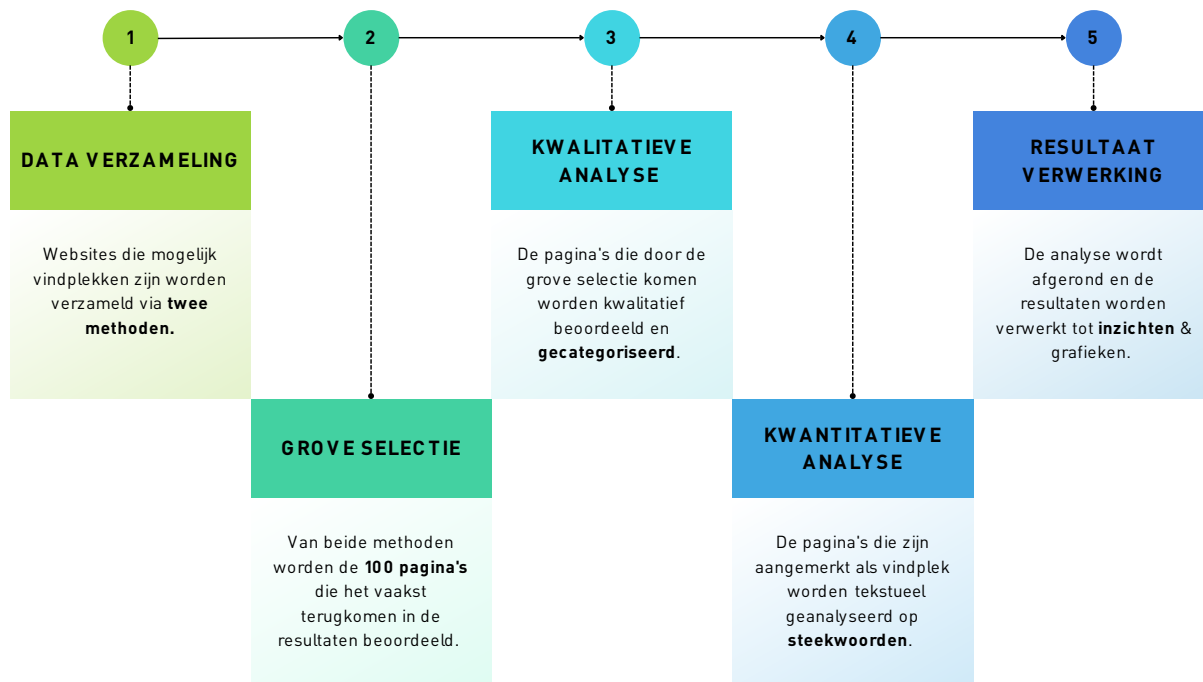 1
2
3
4
5
DATA VERZAMELING
Websites die mogelijk
vindplekken zijn worden
verzameld via twee
methoden.
GROVE SELECTIE
Van beide methoden
worden de 100 pagina's
die het vaakst
terugkomen in de
resultaten beoordeeld.
KWALITATIEVE
ANALYSE
De pagina's die door de
grove selectie komen
worden kwalitatief
beoordeeld en
gecategoriseerd.
KWANTITATIEVE
ANALYSE
De pagina's die zijn
aangemerkt als vindplek
worden tekstueel
geanalyseerd op
steekwoorden.
RESULTAAT
VERWERKING
De analyse wordt
afgerond en de
resultaten worden
verwerkt tot inzichten &
grafieken.